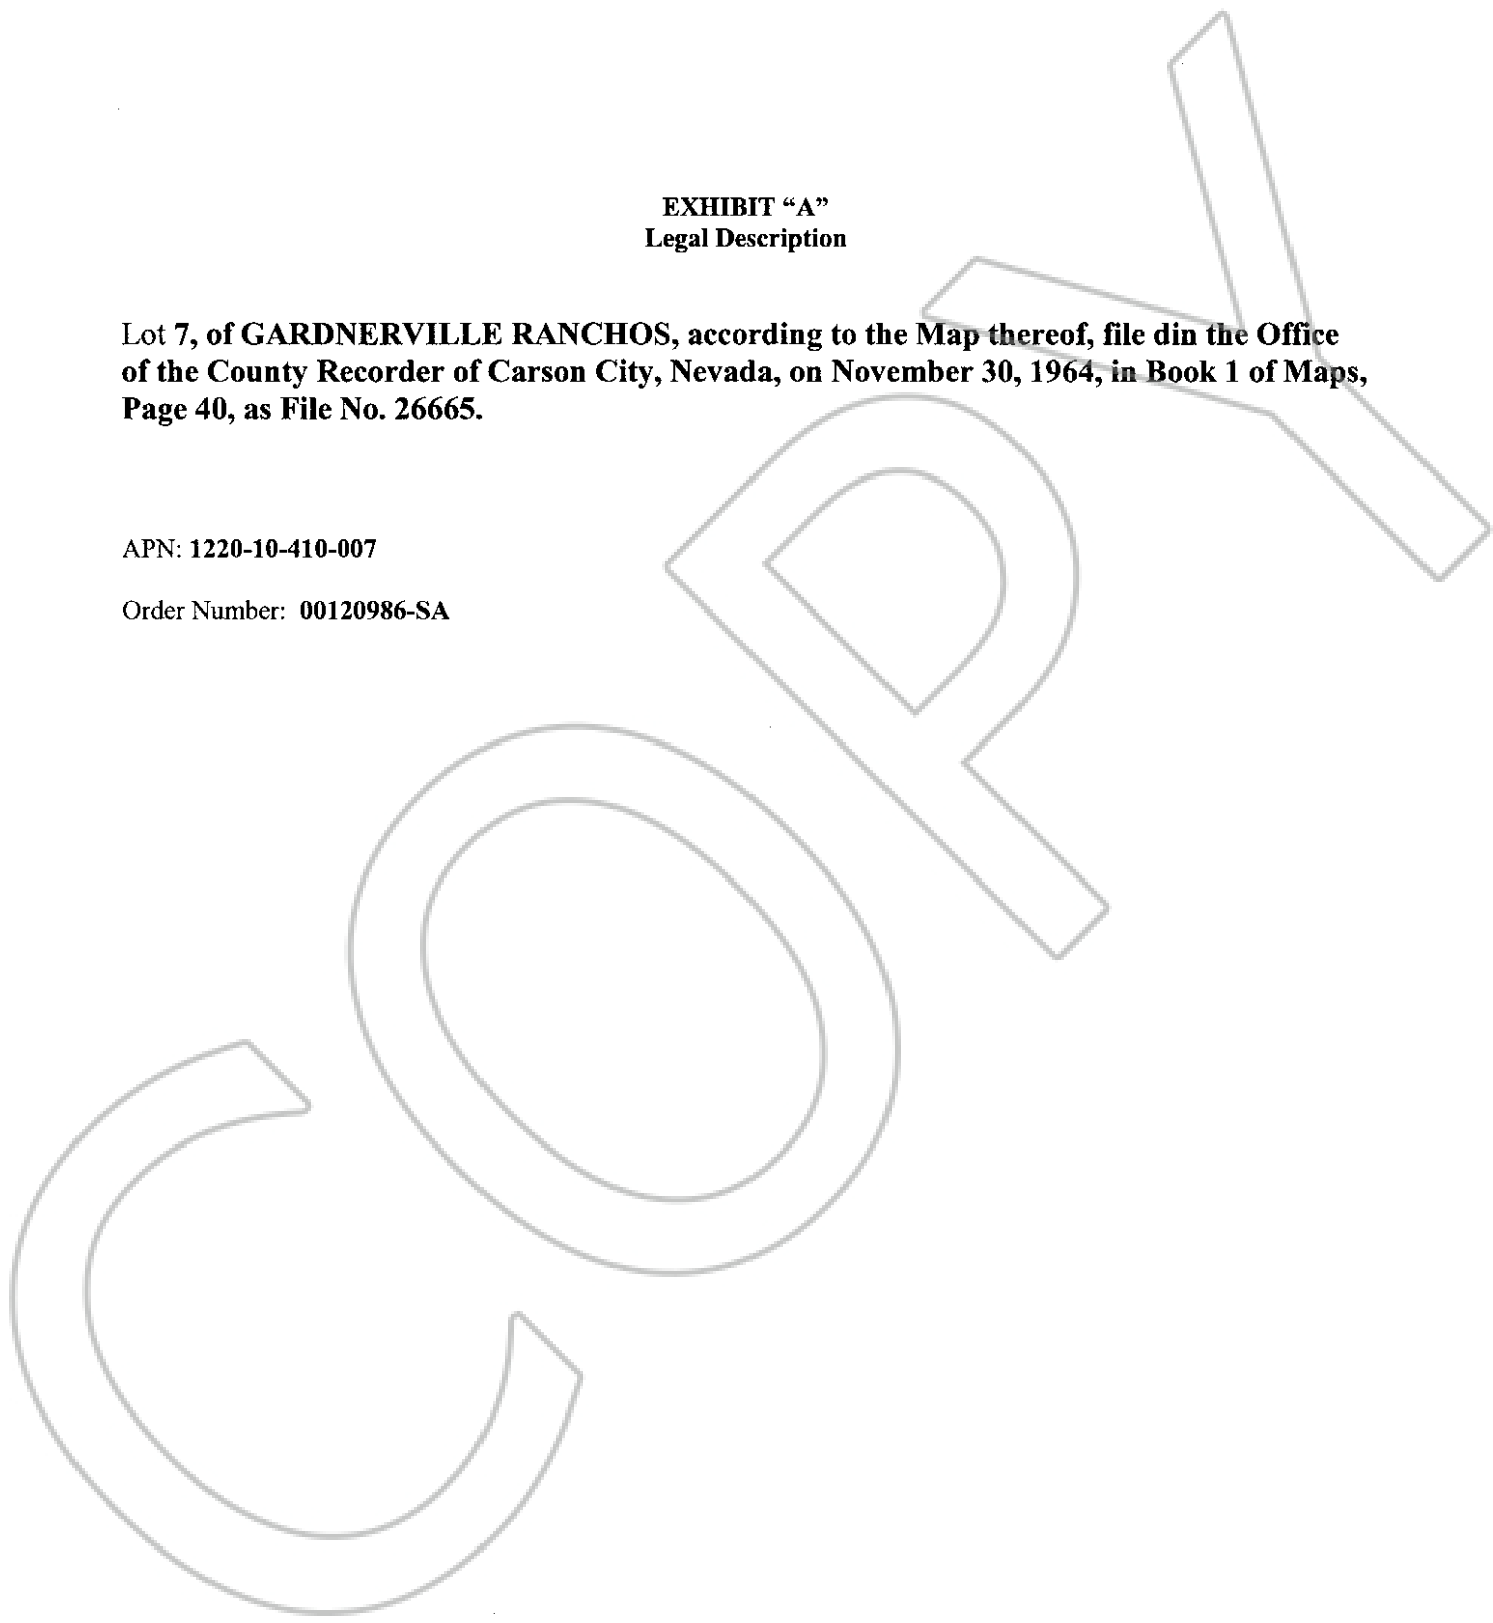 EXHIBIT “A”
Legal Description
Lot 7, of GARDNERVILLE RANCHOS, according to the Map thereof, file din the Office
of the County Recorder of Carson City, Nevada, on November 30, 1964, in Book 1 of Maps,
Page 40, as File No. 26665.
APN: 1220-10-410-007
Order Number: 00120986-SA
COPY